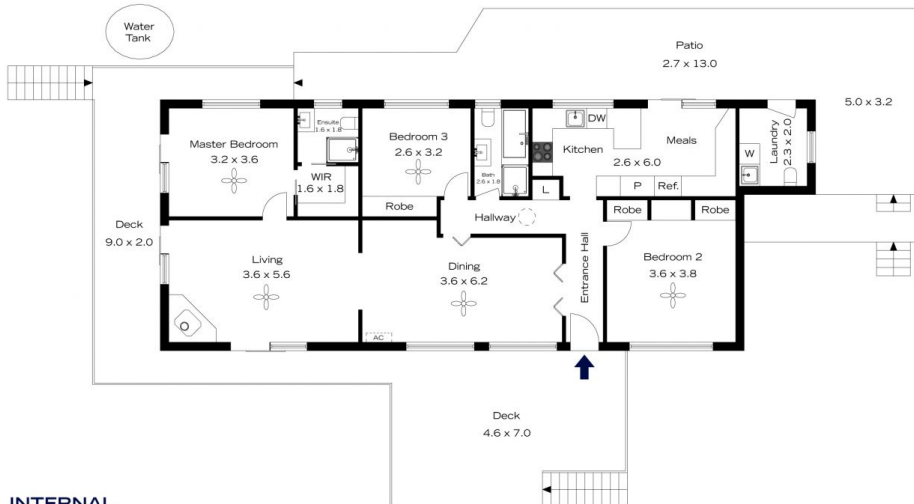 Water
Tank
Patio
2.7 x 13.0
5.0 x 3.2
Ensuite
1.6 x 1.8
DW
Master Bedroom
3.2 x 3.6
Bedroom 3
2.6 x 3.2
Kitchen
Meals
2.6 x 6.0
Laundry
2.3 x 2.0
W
WIR
1.6 x 1.8
Bath
2.6 x 1.8
L
P
Ref.
Robe
Hallway
Robe
Robe
Deck
9.0 x 2.0
Living
3.6 x 5.6
Dining
3.6 x 6.2
Entrance Hall
Bedroom 2
3.6 x 3.8
AC
Deck
4.6 x 7.0
INTERNAL